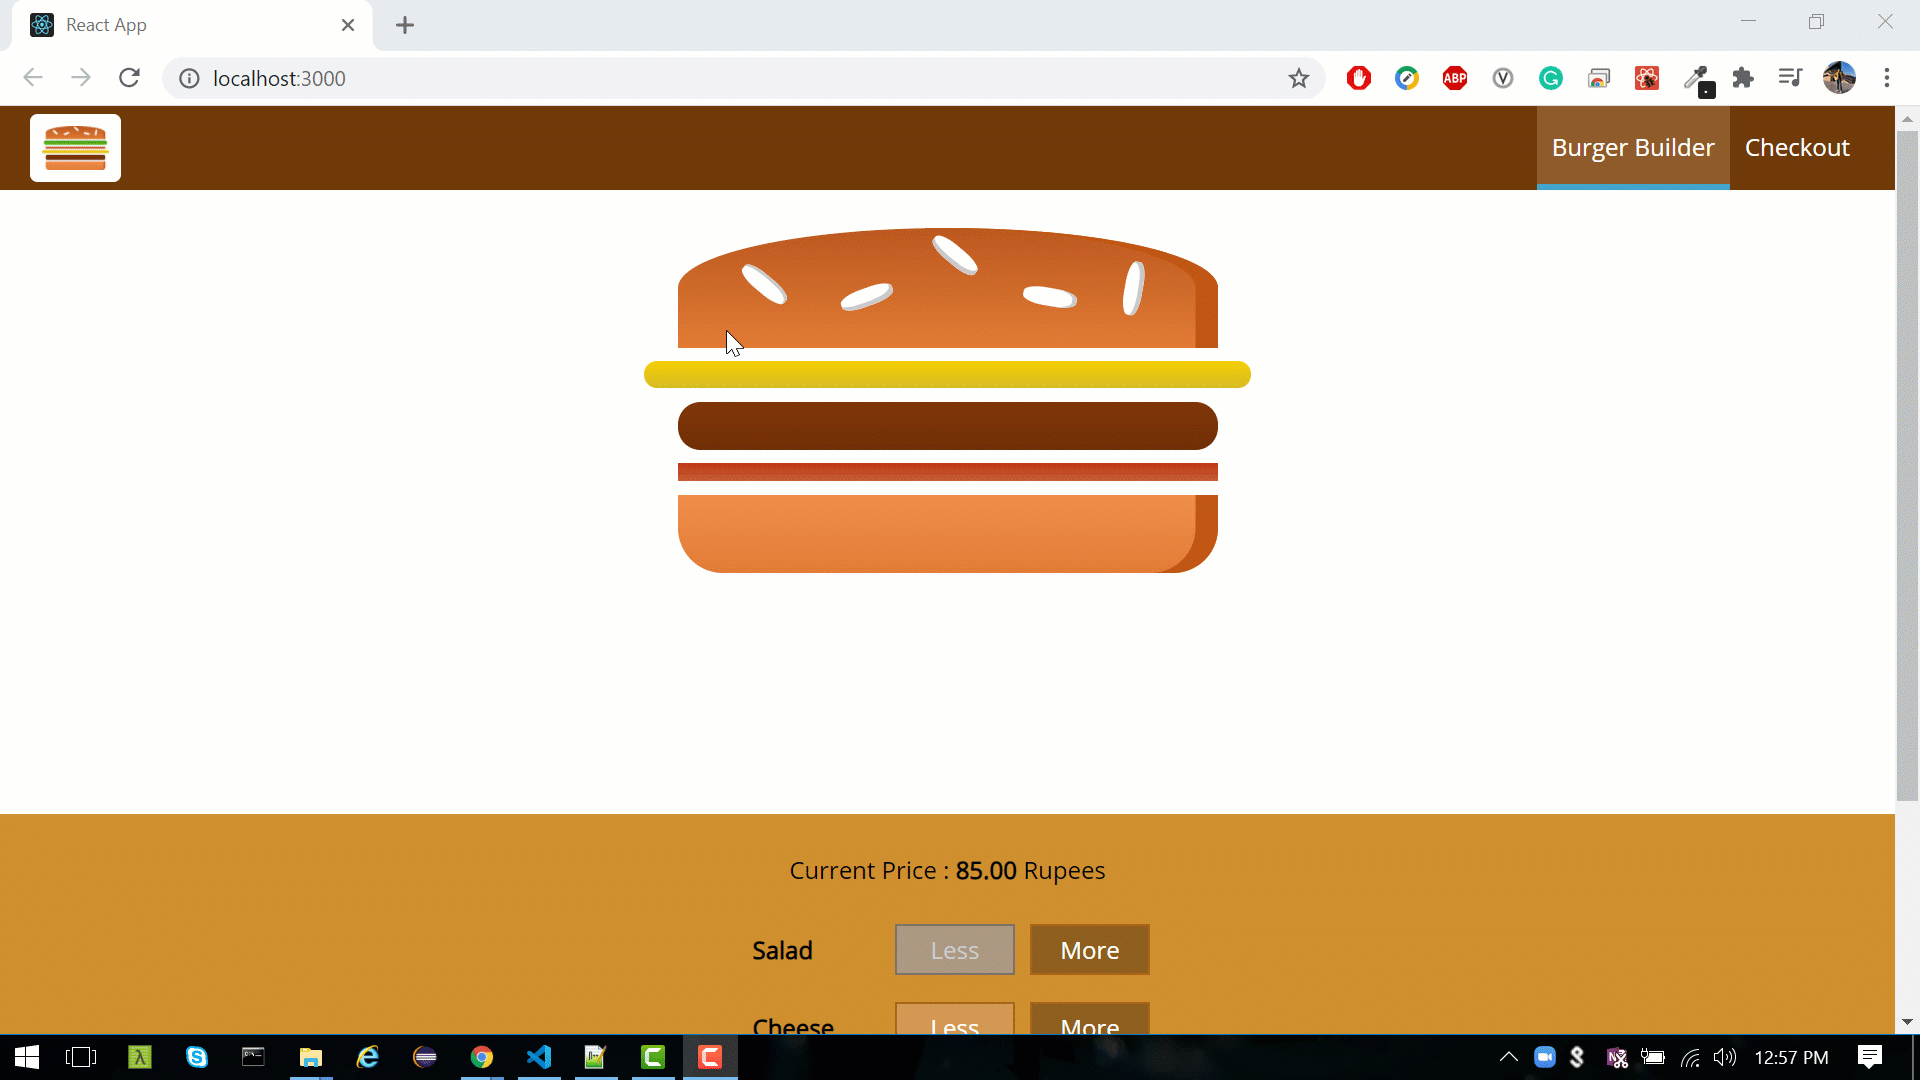 React App
localhost:3000
ABP
Burger Builder
Checkout
Current Price : 85.00 Rupees
Salad Less More
Cheese Less More
12:57 PM